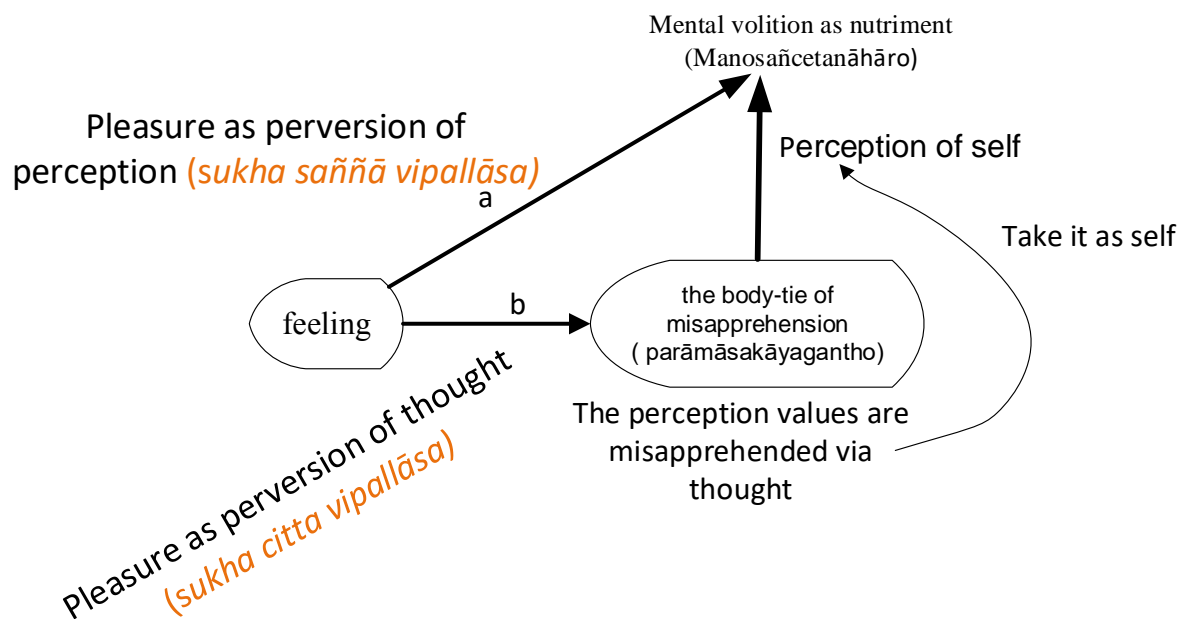 Mental volition as nutriment
(Manosañcetanāhāro)
Pleasure as perversion of
perception (sukha saññā vipallāsa)
a
Perception of self
Take it as self
feeling
b
the body-tie of
misapprehension
( parāmāsakāyagantho)
Pleasure as perversion of thought
(sukha citta vipallāsa)
The perception values are
misapprehended via
thought